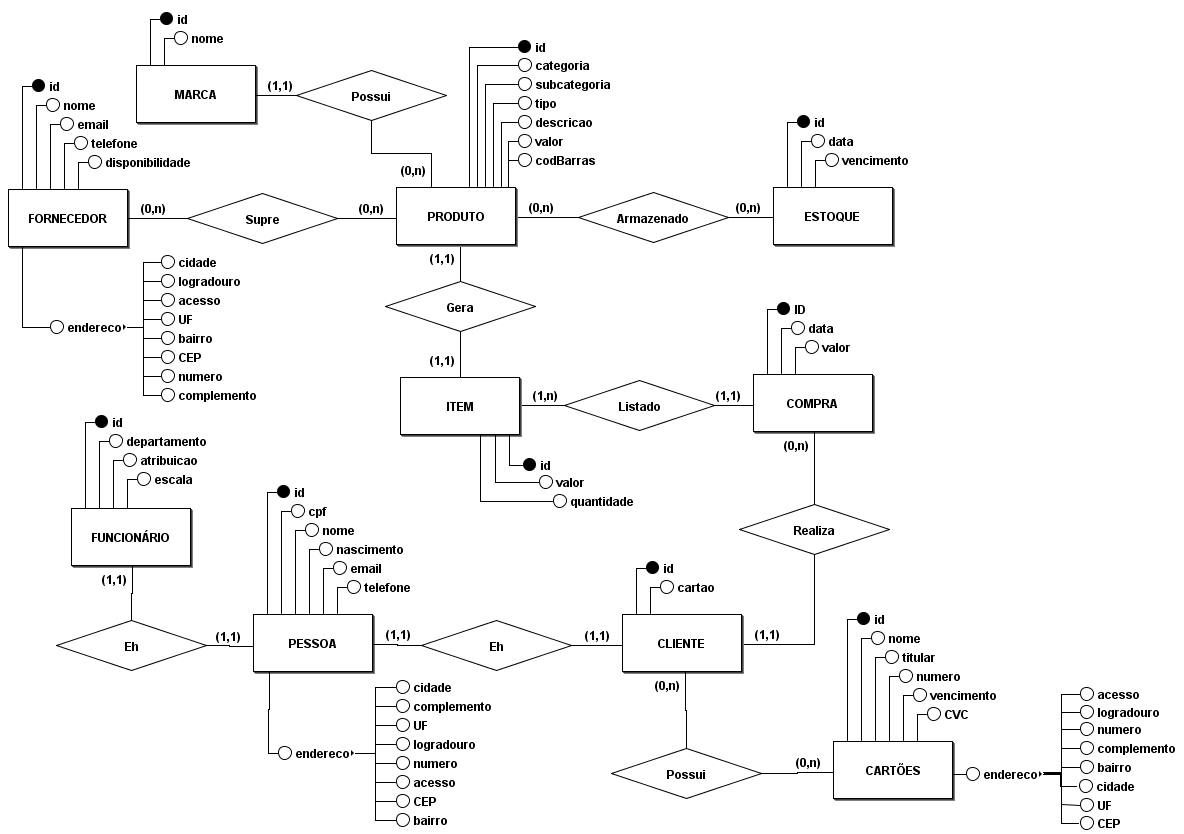 id
nome
MARCA
(1,1)
Possui
(0,n)
id
nome
email
telefone
disponibilidade
FORNECEDOR
(0,n)
Supre
(0,n)
id
categoria
subcategoria
tipo
descricao
valor
codBarras
PRODUTO
(0,n)
Armazenado
(0,n)
id
data
vencimento
ESTOQUE
endereco
cidade
logradouro
acesso
UF
bairro
CEP
numero
complemento
(1,1)
Gera
(1,1)
ITEM
id
valor
quantidade
(1,n)
Listado
(1,1)
ID
data
valor
COMPRA
(0,n)
Realiza
(1,1)
id
departamento
atribuicao
escala
FUNCIONÁRIO
(1,1)
Eh
(1,1)
id
cpf
nome
nascimento
email
telefone
PESSOA
(1,1)
Eh
(1,1)
id
cartao
CLIENTE
(0,n)
Possui
(0,n)
endereco
cidade
complemento
UF
logradouro
numero
acesso
CEP
bairro
id
nome
titular
numero
vencimento
CVC
CARTÕES
endereco
acesso
logradouro
numero
complemento
bairro
cidade
UF
CEP